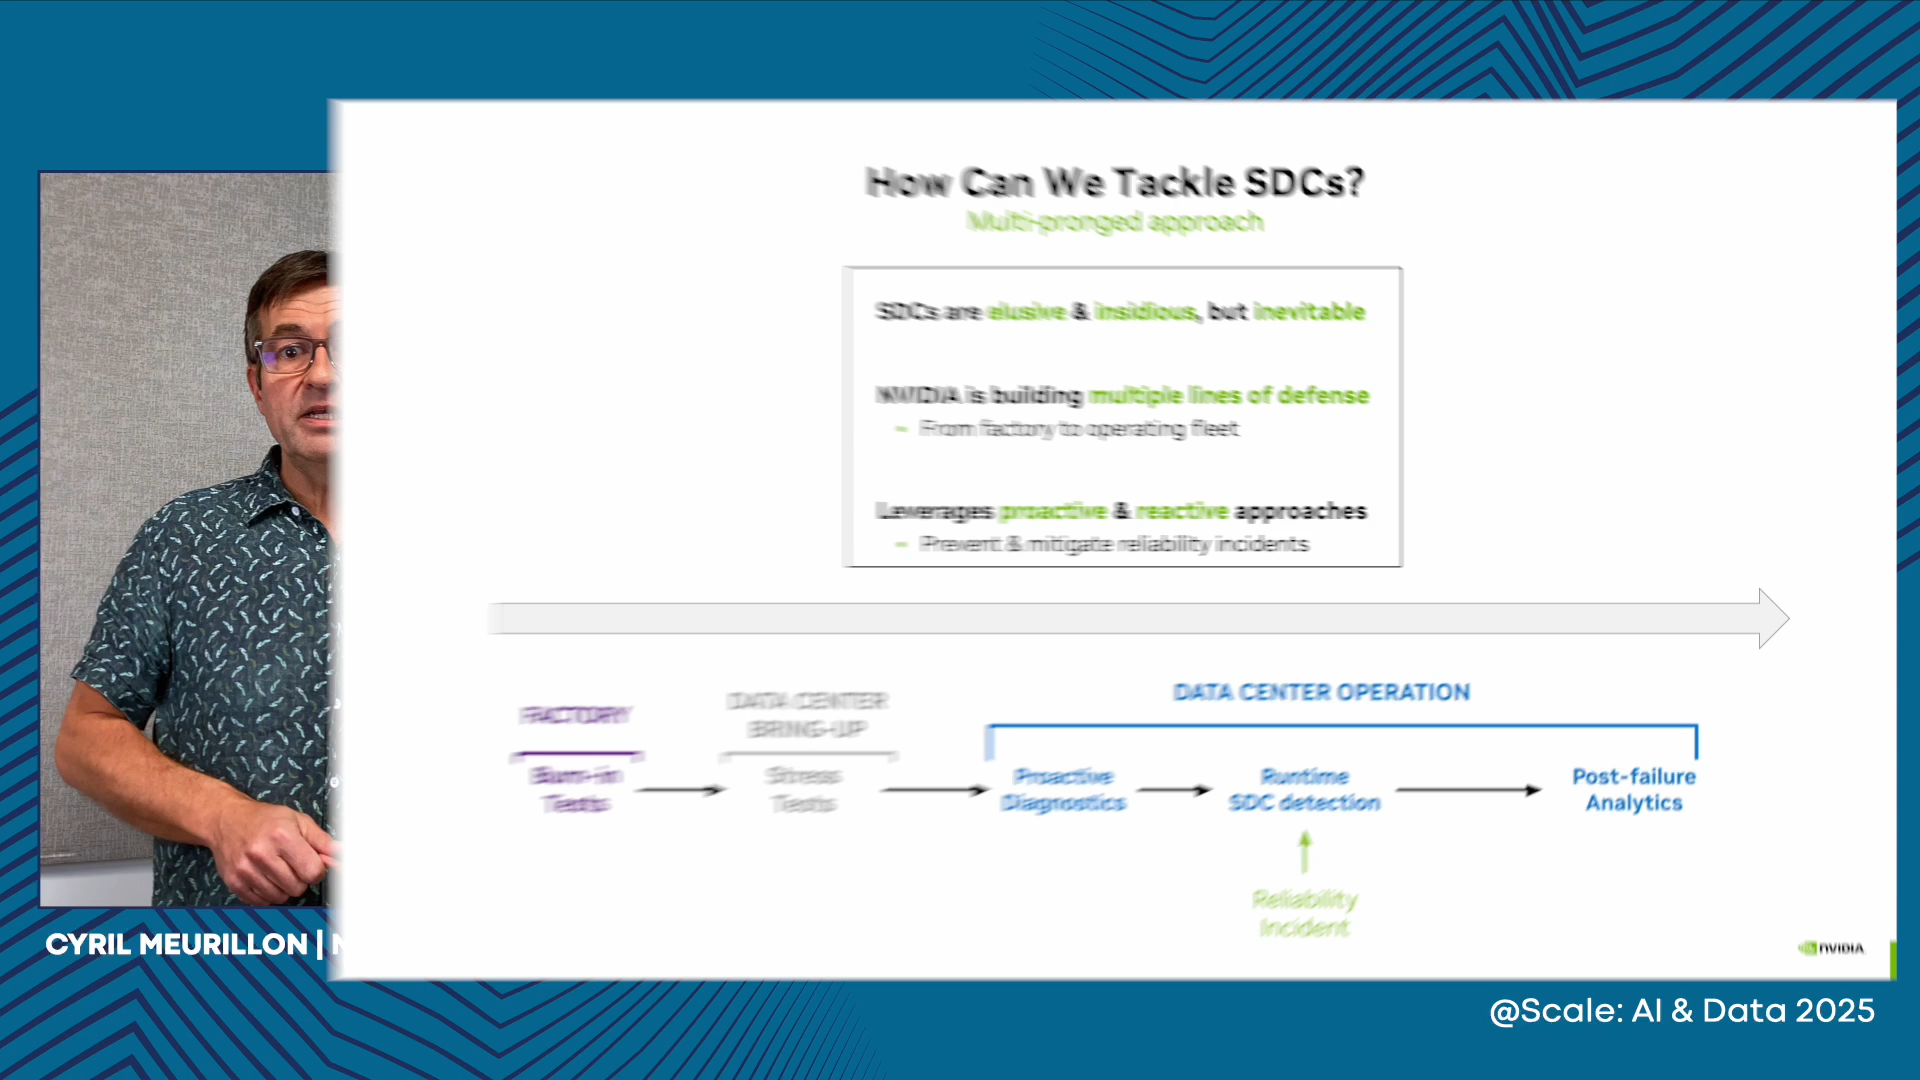 How Can We Tackle SDCs?
Multi-pronged approach
SDCs are elusive & insidious, but inevitable
NVIDIA is building multiple lines of defense
- From factory to operating fleet
Leverages proactive & reactive approaches
- Prevent & mitigate reliability incidents
FACTORY
Burn-in
Tests
DATA CENTER
BRING-UP
Stress
Tests
DATA CENTER OPERATION
Proactive
Diagnostics
Runtime
SDC detection
Post-failure
Analytics
Reliability
Incident
NVIDIA
CYRIL MEURILLON |
@Scale: AI & Data 2025